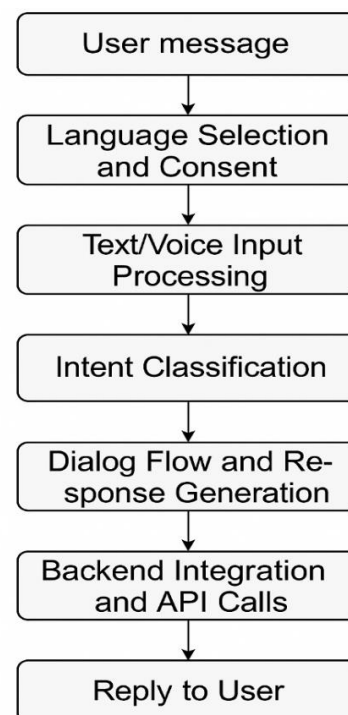 User message
Language Selection
and Consent
Text/Voice Input
Processing
Intent Classification
Dialog Flow and Re-
sponse Generation
Backend Integration
and API Calls
Reply to User